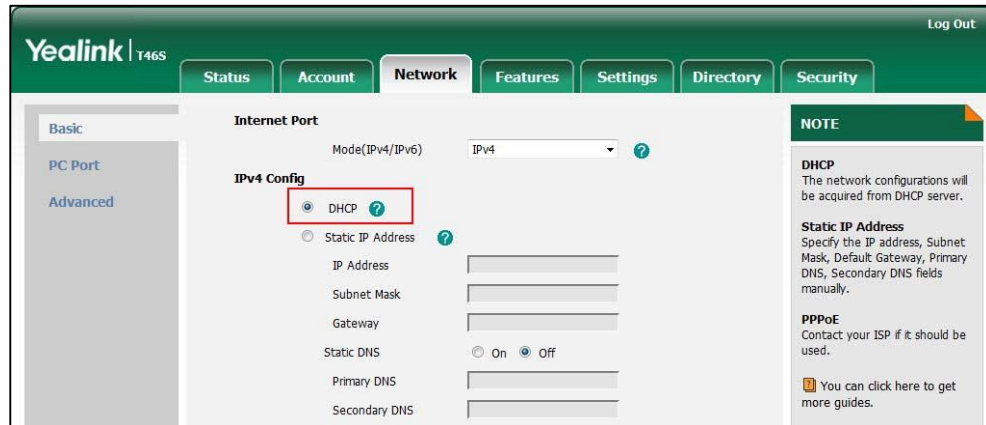 Log Out
Yealink | T46S
Status Account Network Features Settings Directory Security
Basic
PC Port
Advanced
Internet Port
Mode(IPv4/IPv6) IPv4 ?
IPv4 Config
DHCP ?
Static IP Address ?
IP Address
Subnet Mask
Gateway
Static DNS On Off
Primary DNS
Secondary DNS
NOTE
DHCP
The network configurations will
be acquired from DHCP server.
Static IP Address
Specify the IP address, Subnet
Mask, Default Gateway, Primary
DNS, Secondary DNS fields
manually.
PPPoE
Contact your ISP if it should be
used.
? You can click here to get
more guides.